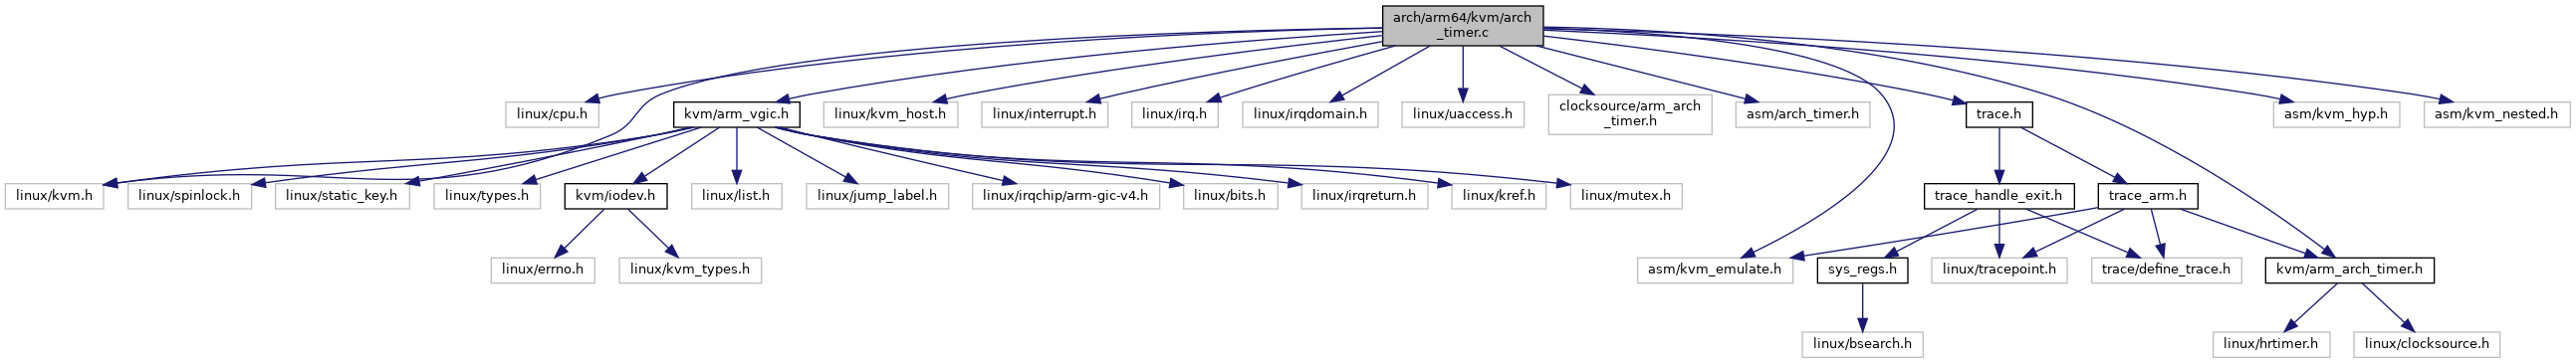 arch/arm64/kvm/arch
_timer.c
linux/cpu.h
kvm/arm_vgic.h
linux/kvm_host.h
linux/interrupt.h
linux/irq.h
linux/irqdomain.h
linux/uaccess.h
clocksource/arm_arch
_timer.h
asm/arch_timer.h
trace.h
asm/kvm_hyp.h
asm/kvm_nested.h
linux/kvm.h
linux/spinlock.h
linux/static_key.h
linux/types.h
kvm/iodev.h
linux/list.h
linux/jump_label.h
linux/irqchip/arm-gic-v4.h
linux/bits.h
linux/irqreturn.h
linux/kref.h
linux/mutex.h
trace_handle_exit.h
trace_arm.h
linux/errno.h
linux/kvm_types.h
asm/kvm_emulate.h
sys_regs.h
linux/tracepoint.h
trace/define_trace.h
kvm/arm_arch_timer.h
linux/bsearch.h
linux/hrtimer.h
linux/clocksource.h